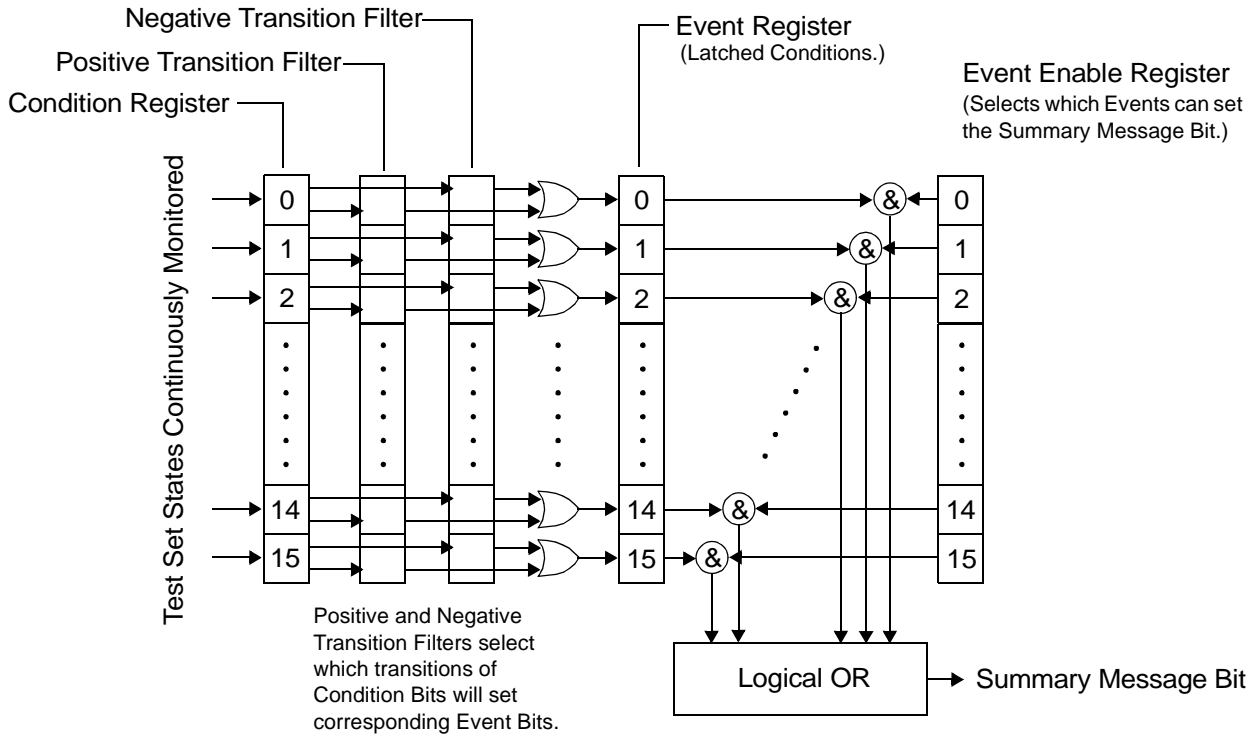 Negative Transition Filter
Positive Transition Filter
Condition Register
Event Register
(Latched Conditions.)
Event Enable Register
(Selects which Events can set
the Summary Message Bit.)
Test Set States Continuously Monitored
0 0 & 0
1 1 & 1
2 2 & 2
14 14 & 14
15 15 & 15
Positive and Negative
Transition Filters select
which transitions of
Condition Bits will set
corresponding Event Bits.
Logical OR
Summary Message Bit